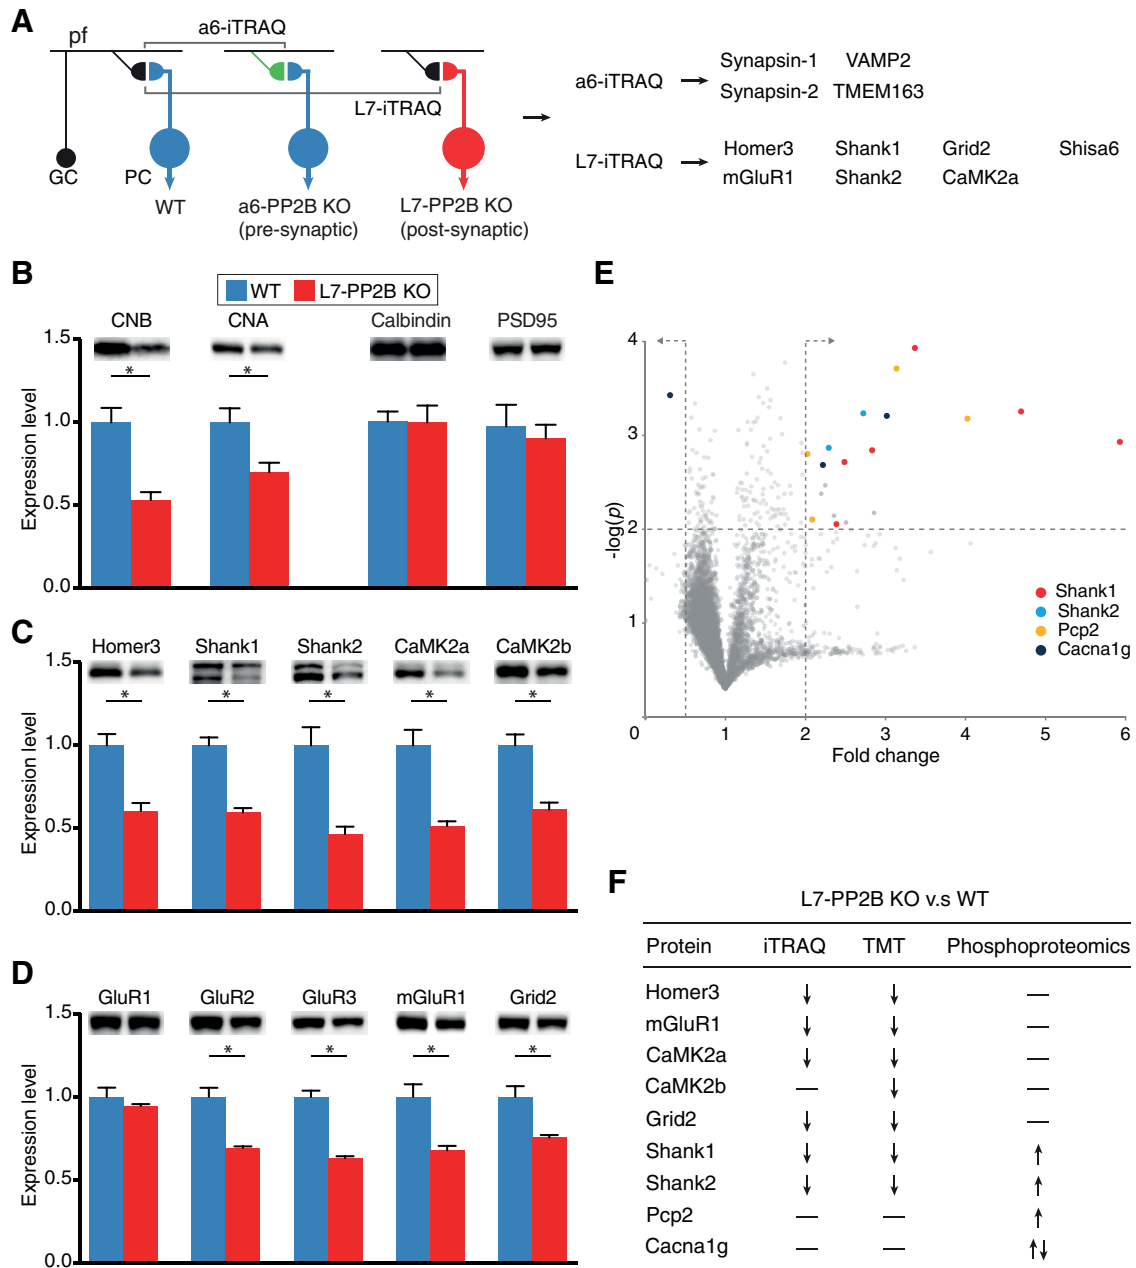 A
pf
a6-iTRAQ
L7-iTRAQ
GC
PC
WT
a6-PP2B KO
(pre-synaptic)
L7-PP2B KO
(post-synaptic)
a6-iTRAQ
Synapsin-1 VAMP2
Synapsin-2 TMEM163
L7-iTRAQ
Homer3 Shank1 Grid2 Shisa6
mGluR1 Shank2 CaMK2a
B
WT L7-PP2B KO
CNB CNA Calbindin PSD95
Expression level
1.5
1.0
0.5
0.0
* *
C
Homer3 Shank1 Shank2 CaMK2a CaMK2b
Expression level
1.5
1.0
0.5
0.0
* * * * *
D
GluR1 GluR2 GluR3 mGluR1 Grid2
Expression level
1.5
1.0
0.5
0.0
* * * *
E
-log(p)
4
3
2
1
0 1 2 3 4 5 6
Fold change
Shank1
Shank2
Pcp2
Cacna1g
F
L7-PP2B KO v.s WT
Protein iTRAQ TMT Phosphoproteomics
Homer3 ↓ ↓ —
mGluR1 ↓ ↓ —
CaMK2a ↓ ↓ —
CaMK2b — ↓ —
Grid2 ↓ ↓ —
Shank1 ↓ ↓ ↑
Shank2 ↓ ↓ ↑
Pcp2 — — ↑
Cacna1g — — ↑↓